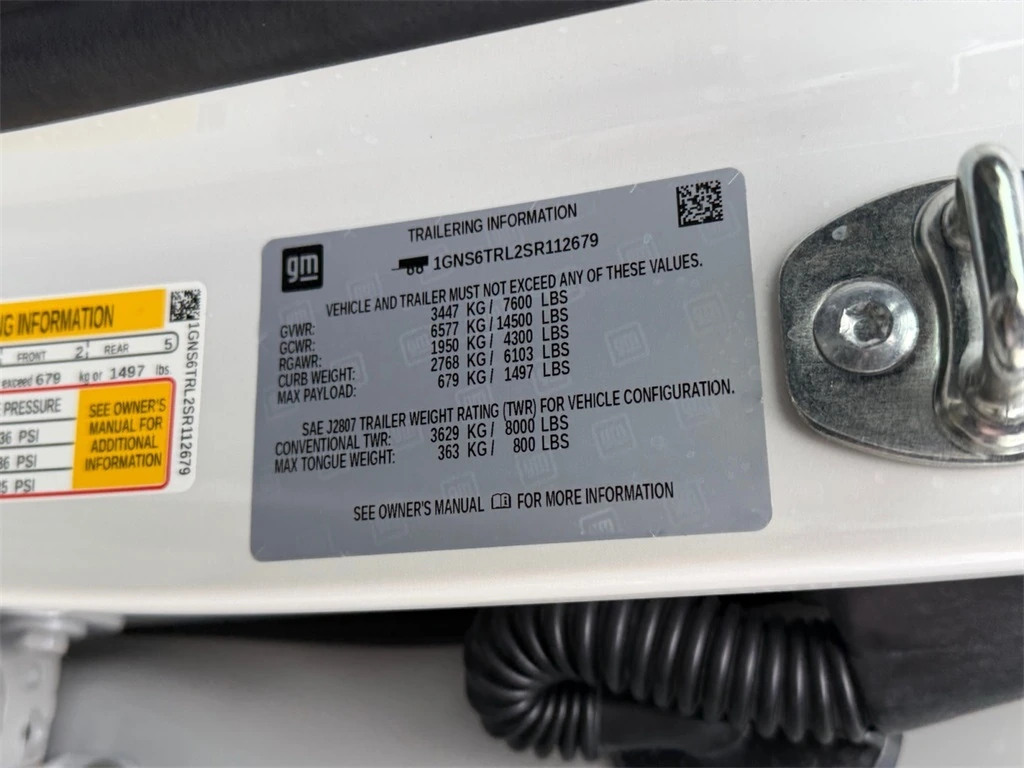 TRAILERING INFORMATION
gm
1GNS6TRL2SR112679
VEHICLE AND TRAILER MUST NOT EXCEED ANY OF THESE VALUES.
GVWR: 3447 KG/ 7600 LBS
GCWR: 6577 KG/ 14500 LBS
RGAWR: 1950 KG/ 4300 LBS
CURB WEIGHT: 2768 KG/ 6103 LBS
MAX PAYLOAD: 679 KG/ 1497 LBS
SAE J2807 TRAILER WEIGHT RATING (TWR) FOR VEHICLE CONFIGURATION.
CONVENTIONAL TWR: 3629 KG/ 8000 LBS
MAX TONGUE WEIGHT: 363 KG/ 800 LBS
SEE OWNER'S MANUAL FOR MORE INFORMATION
NG INFORMATION
FRONT 2 REAR 5
exceed 679 kg or 1497 lbs.
PRESSURE
36 PSI
36 PSI
PSI
SEE OWNER'S
MANUAL FOR
ADDITIONAL
INFORMATION
1GNS6TRL2SR112679